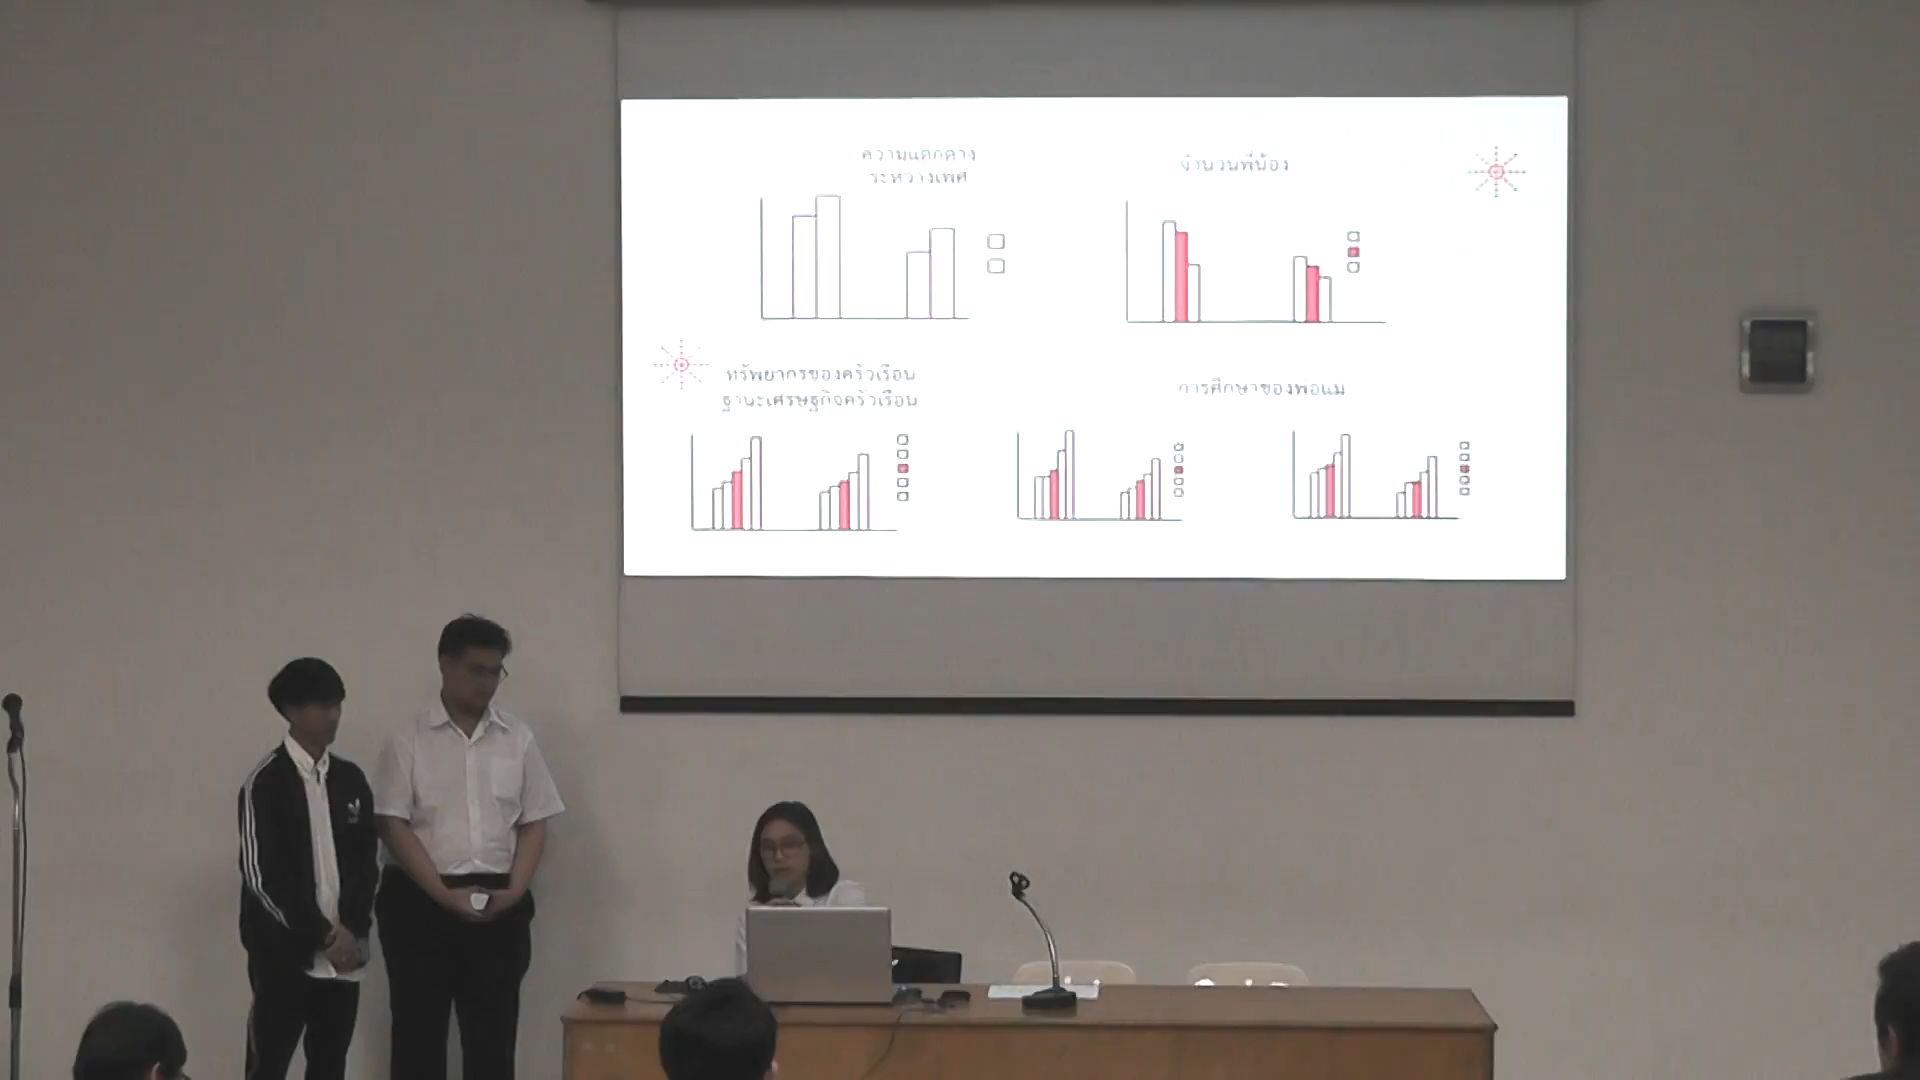 ความแตกต่าง
ระหว่างเพศ
จำนวนพี่น้อง
ทรัพยากรของครัวเรือน
ฐานะเศรษฐกิจครัวเรือน
การศึกษาของพ่อแม่